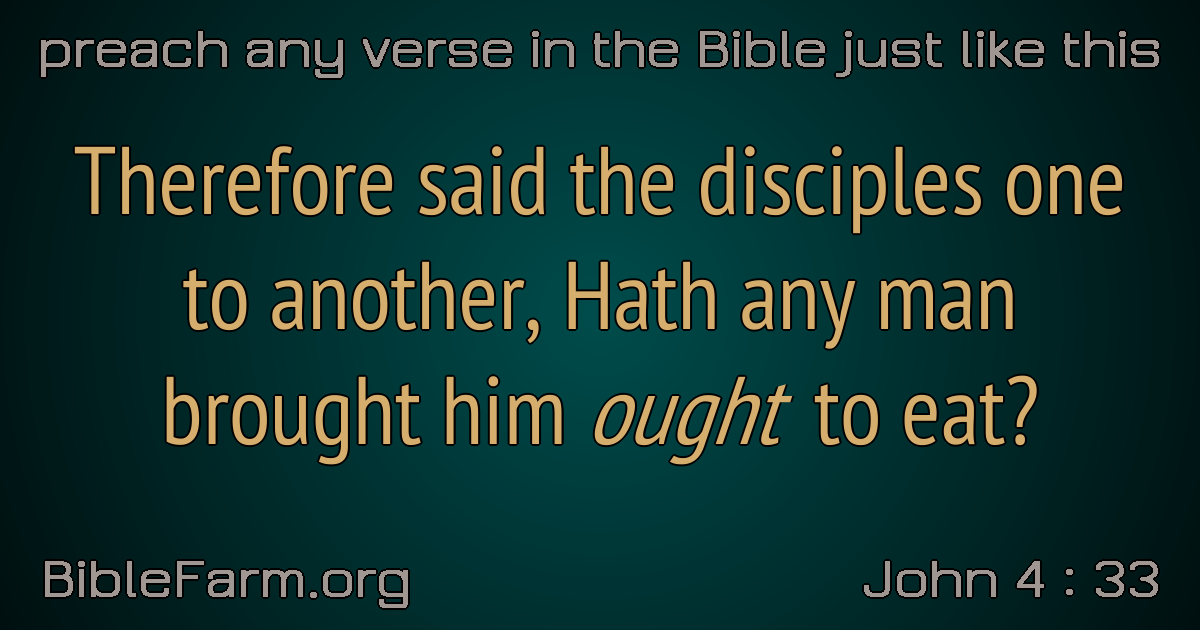 preach any verse in the Bible just like this
Therefore said the disciples one
to another, Hath any man
brought him ought to eat?
BibleFarm.org
John 4 : 33